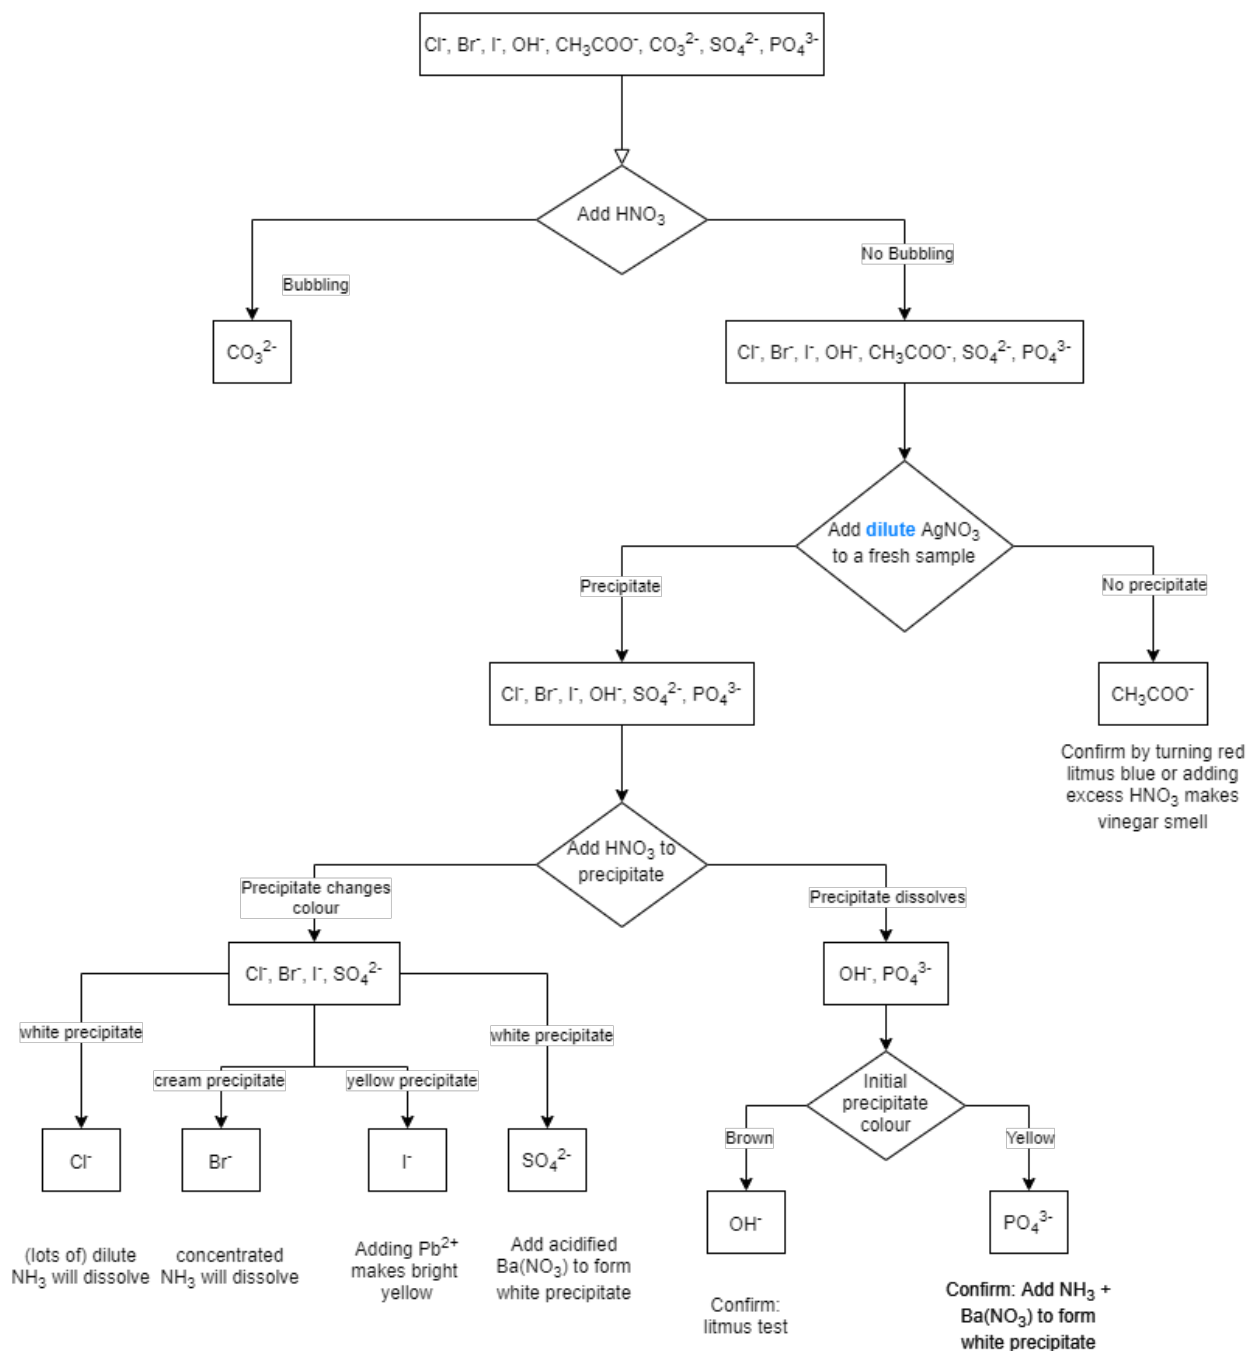 Cl⁻, Br⁻, I⁻, OH⁻, CH₃COO⁻, CO₃²⁻, SO₄²⁻, PO₄³⁻
Add HNO₃
Bubbling
No Bubbling
CO₃²⁻
Cl⁻, Br⁻, I⁻, OH⁻, CH₃COO⁻, SO₄²⁻, PO₄³⁻
Add dilute AgNO₃
to a fresh sample
Precipitate
No precipitate
Cl⁻, Br⁻, I⁻, OH⁻, SO₄²⁻, PO₄³⁻
CH₃COO⁻
Confirm by turning red
litmus blue or adding
excess HNO₃ makes
vinegar smell
Add HNO₃ to
precipitate
Precipitate changes
colour
Precipitate dissolves
Cl⁻, Br⁻, I⁻, SO₄²⁻
OH⁻, PO₄³⁻
white precipitate
cream precipitate
yellow precipitate
white precipitate
Initial
precipitate
colour
Brown
Yellow
Cl⁻
Br⁻
I⁻
SO₄²⁻
OH⁻
PO₄³⁻
(lots of) dilute
NH₃ will dissolve
concentrated
NH₃ will dissolve
Adding Pb²⁺
makes bright
yellow
Add acidified
Ba(NO₃) to form
white precipitate
Confirm:
litmus test
Confirm: Add NH₃ +
Ba(NO₃) to form
white precipitate